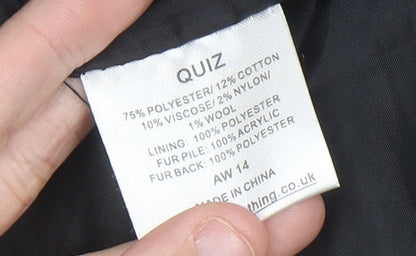 QUIZ
75% POLYESTER/ 12% COTTON
10% VISCOSE/ 2% NYLON/
1% WOOL
LINING: 100% POLYESTER
FUR PILE: 100% ACRYLIC
FUR BACK: 100% POLYESTER
AW 14
MADE IN CHINA
thing.co.uk